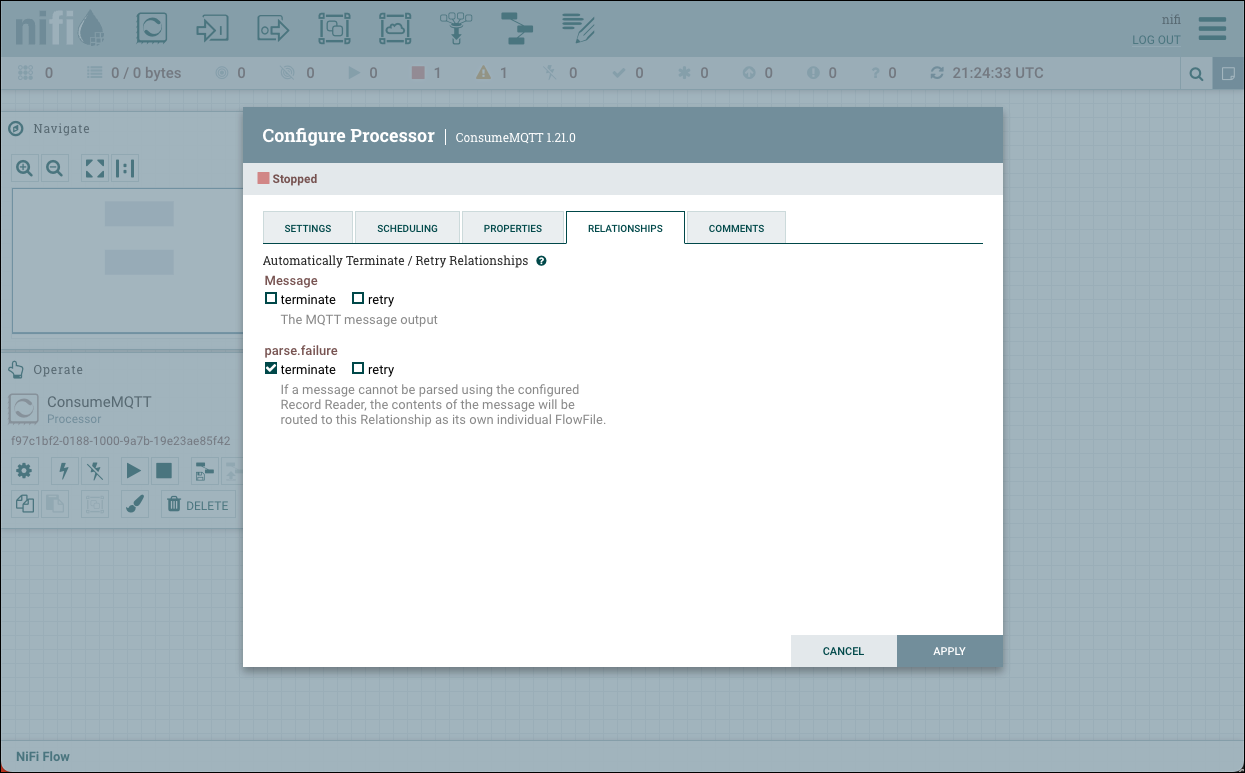 nifi
nifi
LOG OUT
0
0 / 0 bytes
0
0
0
1
1
0
0
0
0
0
0
21:24:33 UTC
Navigate
Operate
ConsumeMQTT
Processor
f97c1bf2-0188-1000-9a7b-19e23ae85f42
DELETE
Configure Processor | ConsumeMQTT 1.21.0
Stopped
SETTINGS
SCHEDULING
PROPERTIES
RELATIONSHIPS
COMMENTS
Automatically Terminate / Retry Relationships
Message
terminate retry
The MQTT message output
parse.failure
terminate retry
If a message cannot be parsed using the configured
Record Reader, the contents of the message will be
routed to this Relationship as its own individual FlowFile.
CANCEL
APPLY
NiFi Flow